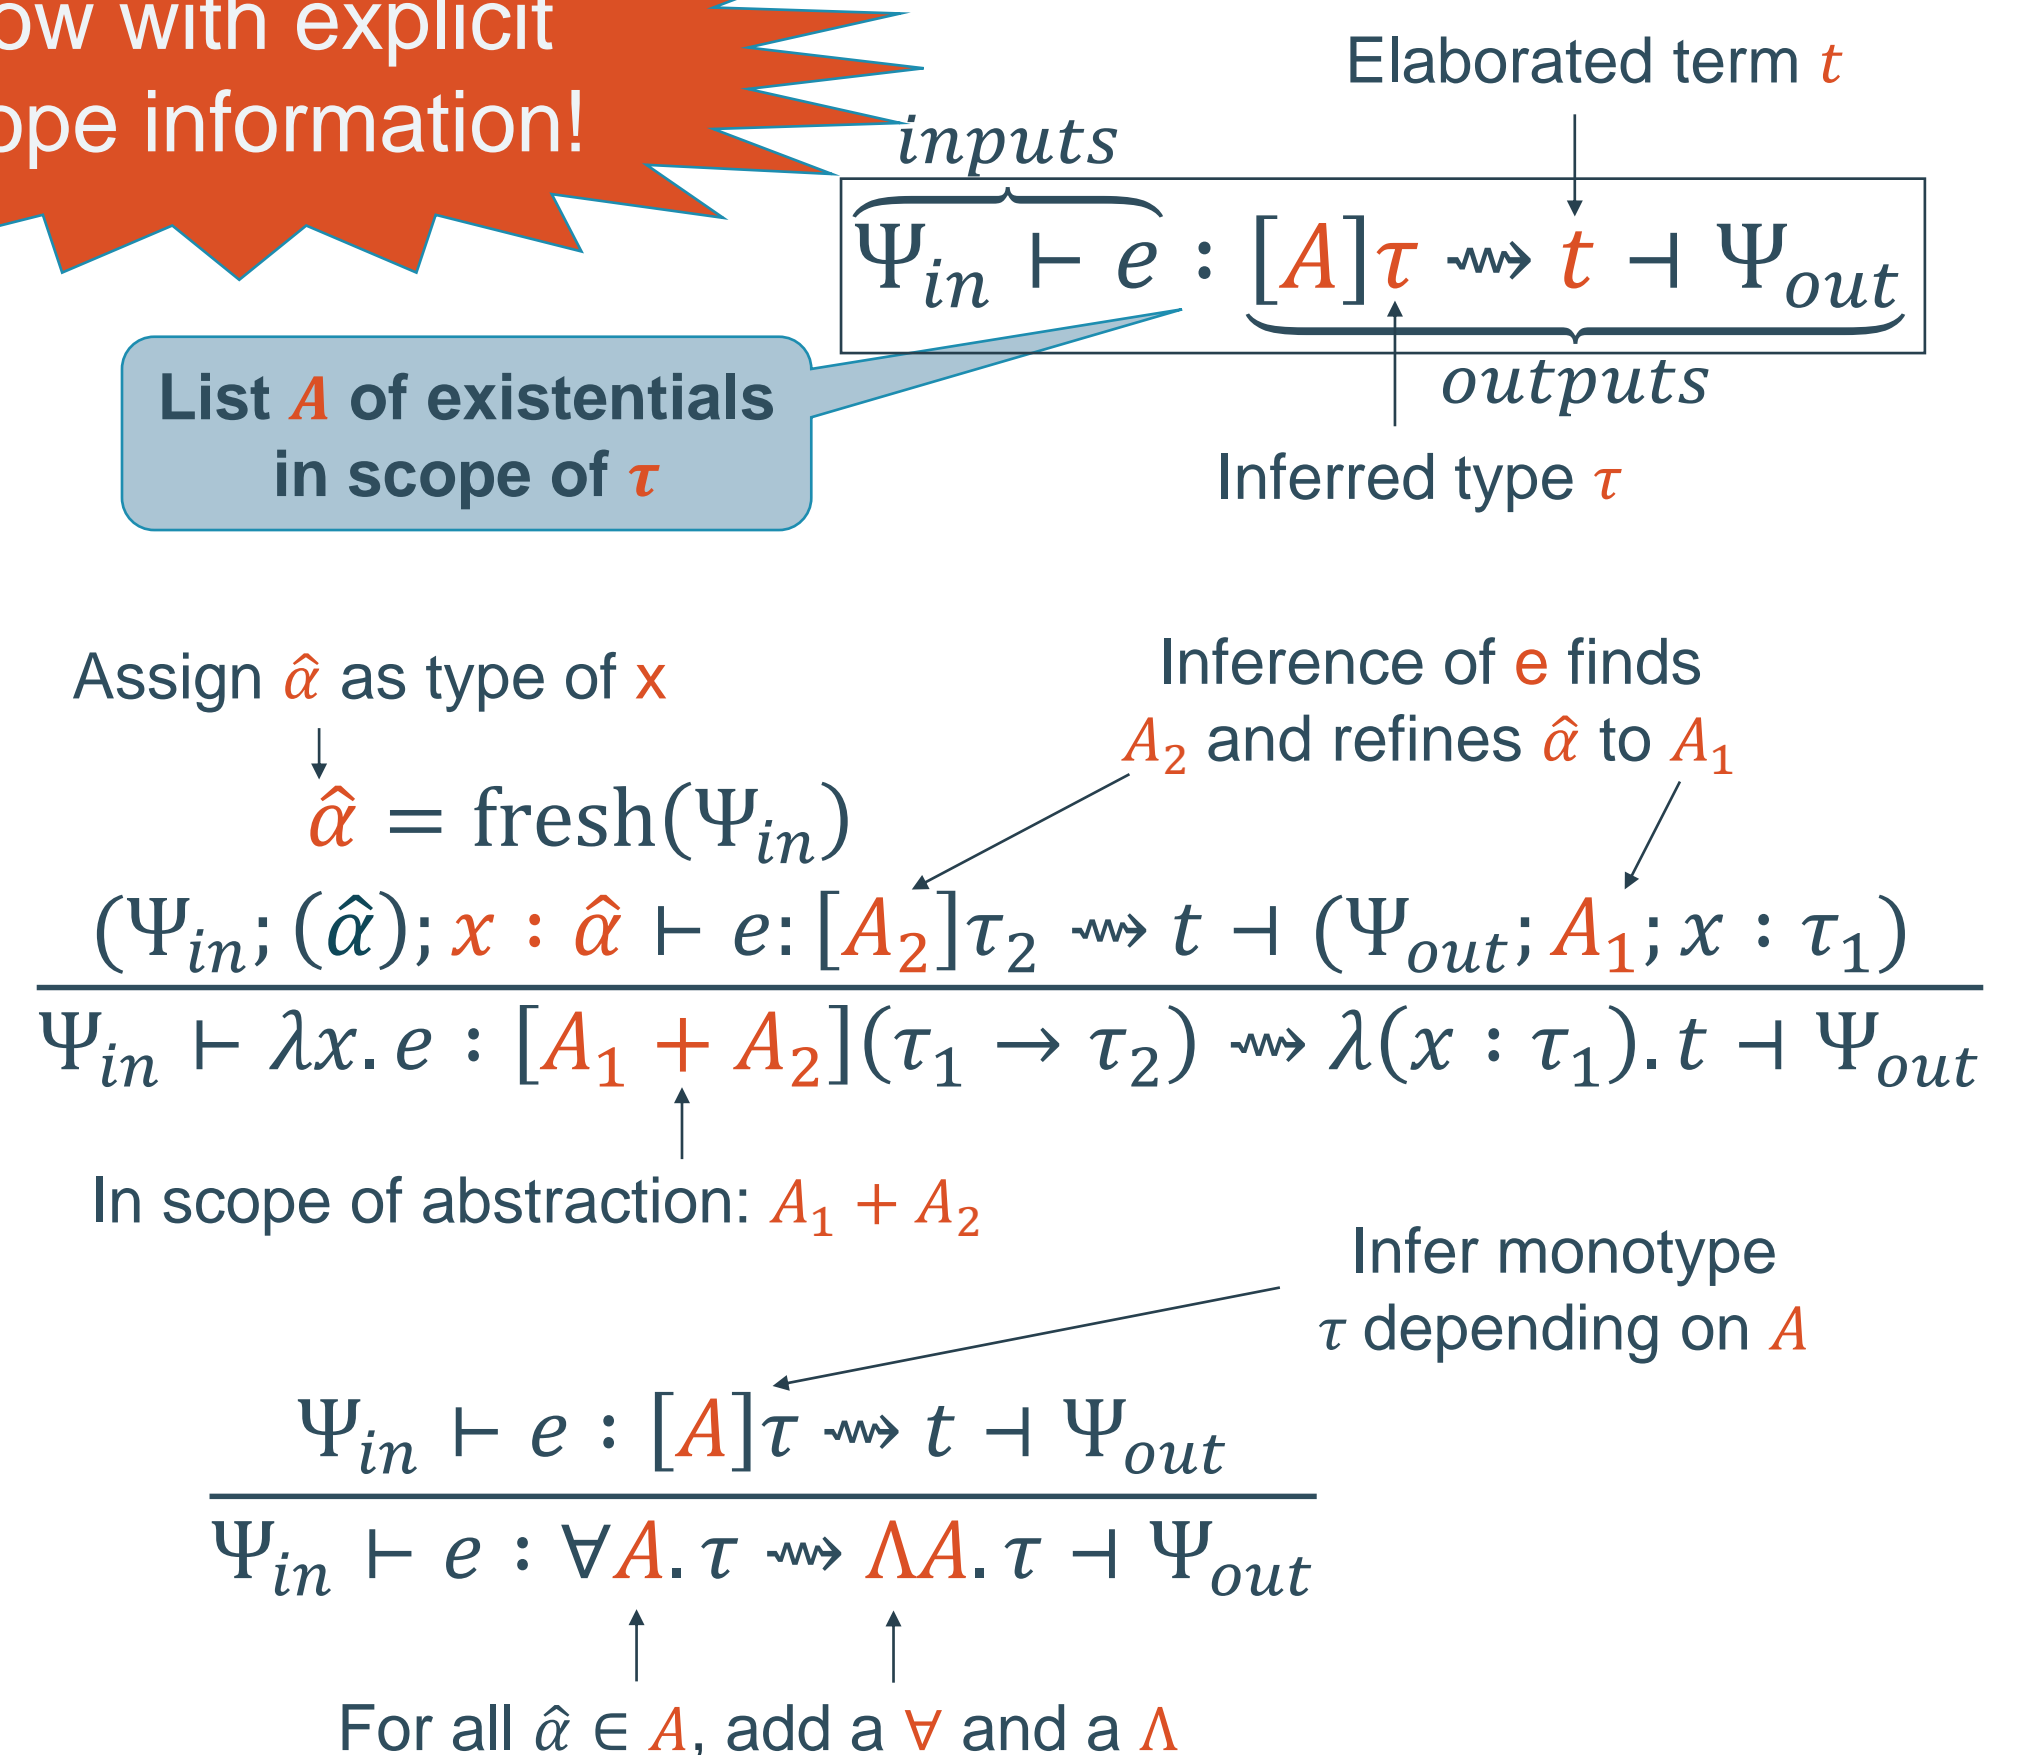 with explicit
information!
Elaborated term t
inputs
Ψ_in ⊢ e : [A]τ ⇝ t ⊣ Ψ_out
outputs
List A of existentials
in scope of τ
Inferred type τ
Assign α̂ as type of x
Inference of e finds
A₂ and refines α̂ to A₁
α̂ = fresh(Ψ_in)
(Ψ_in; (α̂); x : α̂ ⊢ e: [A₂]τ₂ ⇝ t ⊣ (Ψ_out; A₁; x : τ₁)
Ψ_in ⊢ λx. e : [A₁ + A₂](τ₁ → τ₂) ⇝ λ(x : τ₁). t ⊣ Ψ_out
In scope of abstraction: A₁ + A₂
Infer monotype
τ depending on A
Ψ_in ⊢ e : [A]τ ⇝ t ⊣ Ψ_out
Ψ_in ⊢ e : ∀A. τ ⇝ ΛA. τ ⊣ Ψ_out
For all α̂ ∈ A, add a ∀ and a Λ